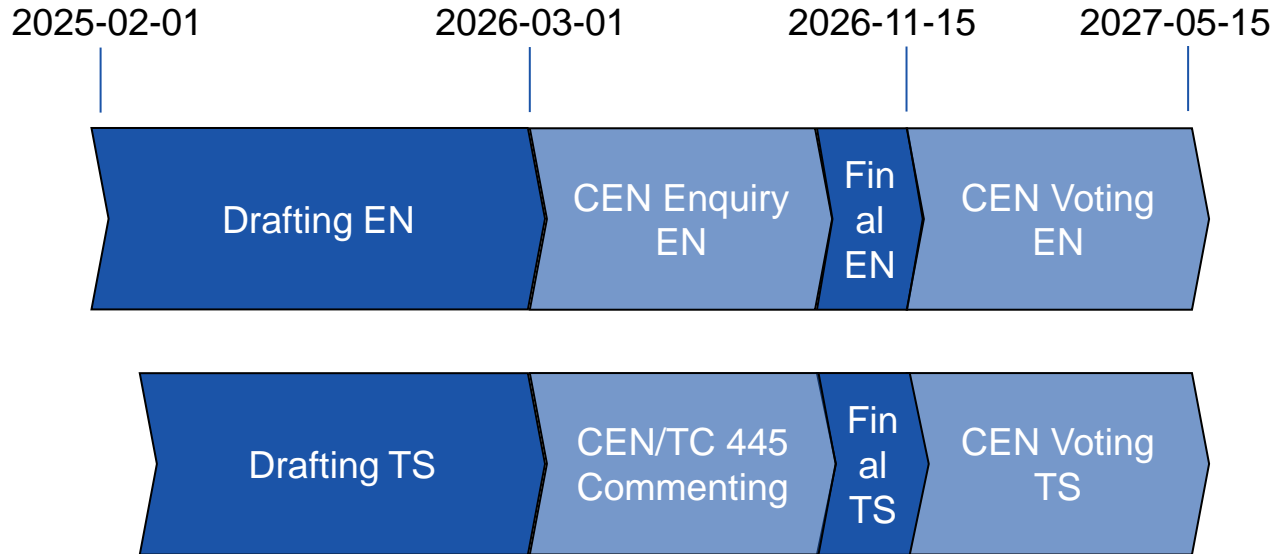 2025-02-01 2026-03-01 2026-11-15 2027-05-15
Drafting EN
CEN Enquiry
EN
Fin
al
EN
CEN Voting
EN
Drafting TS
CEN/TC 445
Commenting
Fin
al
TS
CEN Voting
TS